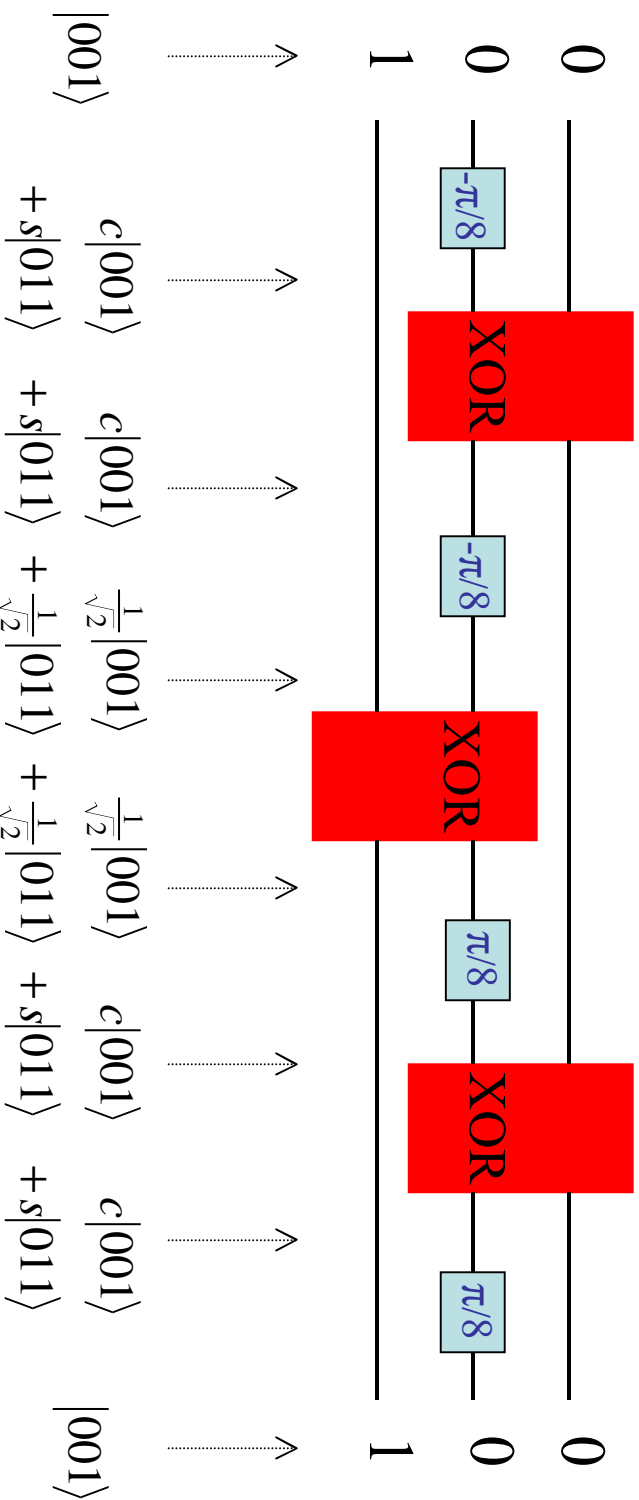 0 0
0 -π/8 XOR -π/8 XOR π/8 XOR π/8 0
1 1
c|001⟩ c|001⟩ 1/√2|001⟩ 1/√2|001⟩ c|001⟩ c|001⟩
|001⟩ |001⟩
+ s|011⟩ + s|011⟩ + 1/√2|011⟩ + 1/√2|011⟩ + s|011⟩ + s|011⟩